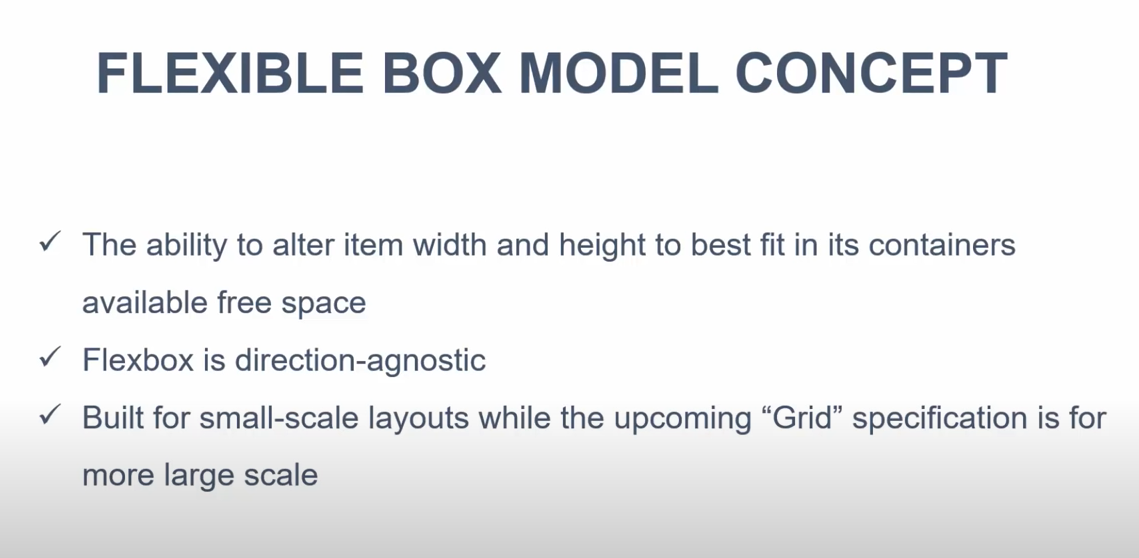 FLEXIBLE BOX MODEL CONCEPT
✓ The ability to alter item width and height to best fit in its containers
available free space
✓ Flexbox is direction-agnostic
✓ Built for small-scale layouts while the upcoming “Grid” specification is for
more large scale